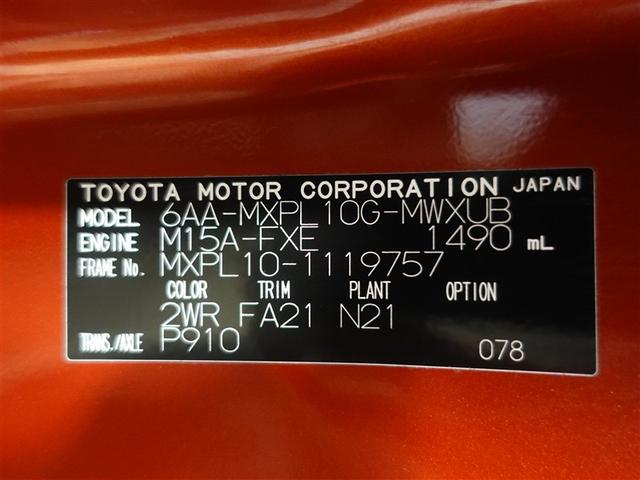 TOYOTA MOTOR CORPORATION JAPAN
MODEL 6AA-MXPL10G-MWXUB
ENGINE M15A-FXE 1490 mL
FRAME No. MXPL10-1119757
COLOR TRIM PLANT OPTION
2WR FA21 N21
TRANS./AXLE P910 078